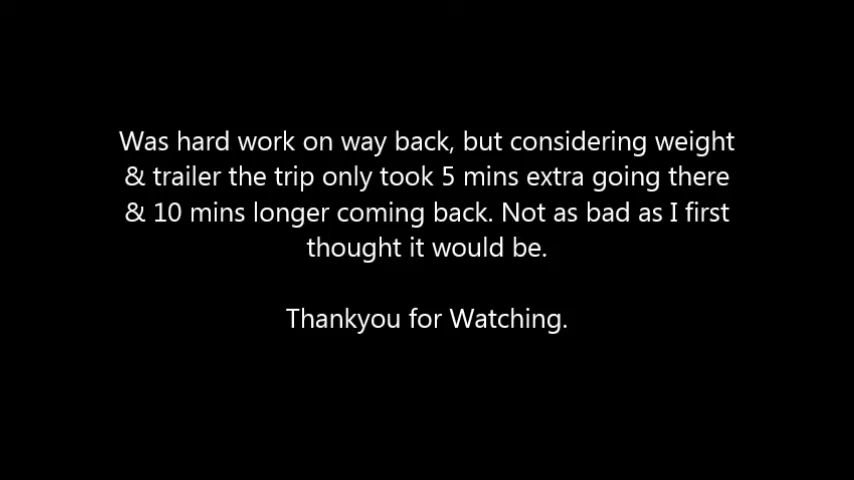 Was hard work on way back, but considering weight
& trailer the trip only took 5 mins extra going there
& 10 mins longer coming back. Not as bad as I first
thought it would be.
Thankyou for Watching.